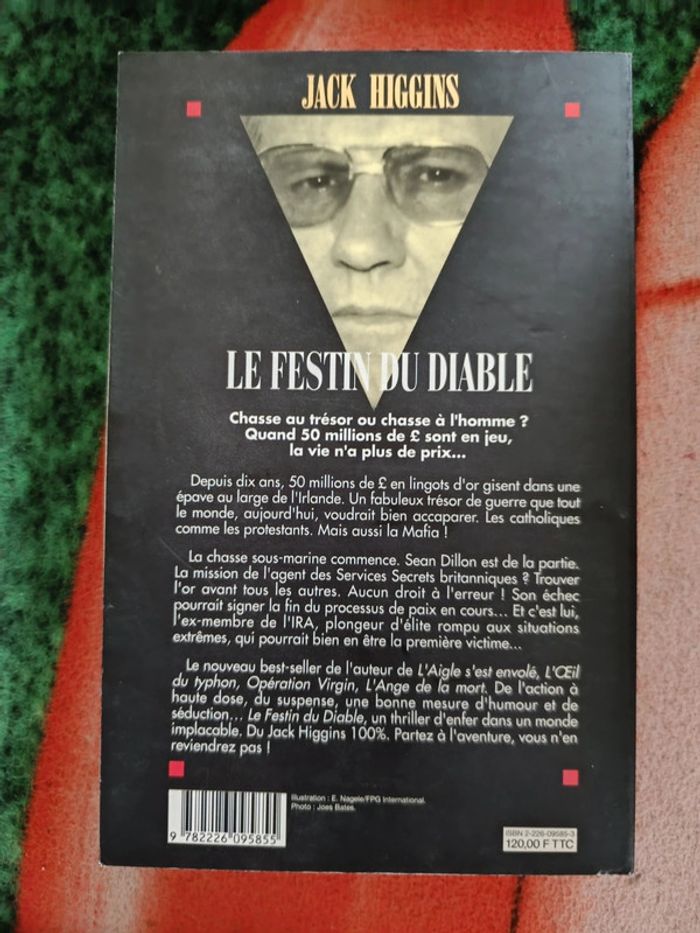 JACK HIGGINS
LE FESTIN DU DIABLE
Chasse au trésor ou chasse à l'homme ?
Quand 50 millions de £ sont en jeu,
la vie n'a plus de prix...
Depuis dix ans, 50 millions de £ en lingots d'or gisent dans une
épave au large de l'Irlande. Un fabuleux trésor de guerre que tout
le monde, aujourd'hui, voudrait bien accaparer. Les catholiques
comme les protestants. Mais aussi la Mafia !
La chasse sous-marine commence. Sean Dillon est de la partie.
La mission de l'agent des Services Secrets britanniques ? Trouver
l'or avant tous les autres. Aucun droit à l'erreur ! Son échec
pourrait signer la fin du processus de paix en cours... Et c'est lui,
l'ex-membre de l'IRA, plongeur d'élite rompu aux situations
extrêmes, qui pourrait bien en être la première victime...
Le nouveau best-seller de l'auteur de L'Aigle s'est envolé, L'Œil
du typhon, Opération Virgin, L'Ange de la mort. De l'action à
haute dose, du suspense, une bonne mesure d'humour et de
séduction... Le Festin du Diable, un thriller d'enfer dans un monde
implacable. Du Jack Higgins 100%. Partez à l'aventure, vous n'en
reviendrez pas !
Illustration : E. Nagele/FPG International.
Photo : Joes Bates.
9 782226 095855
ISBN 2-226-09585-3
120,00 F TTC